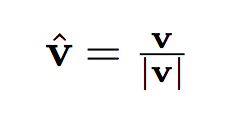 v̂ = v / |v|